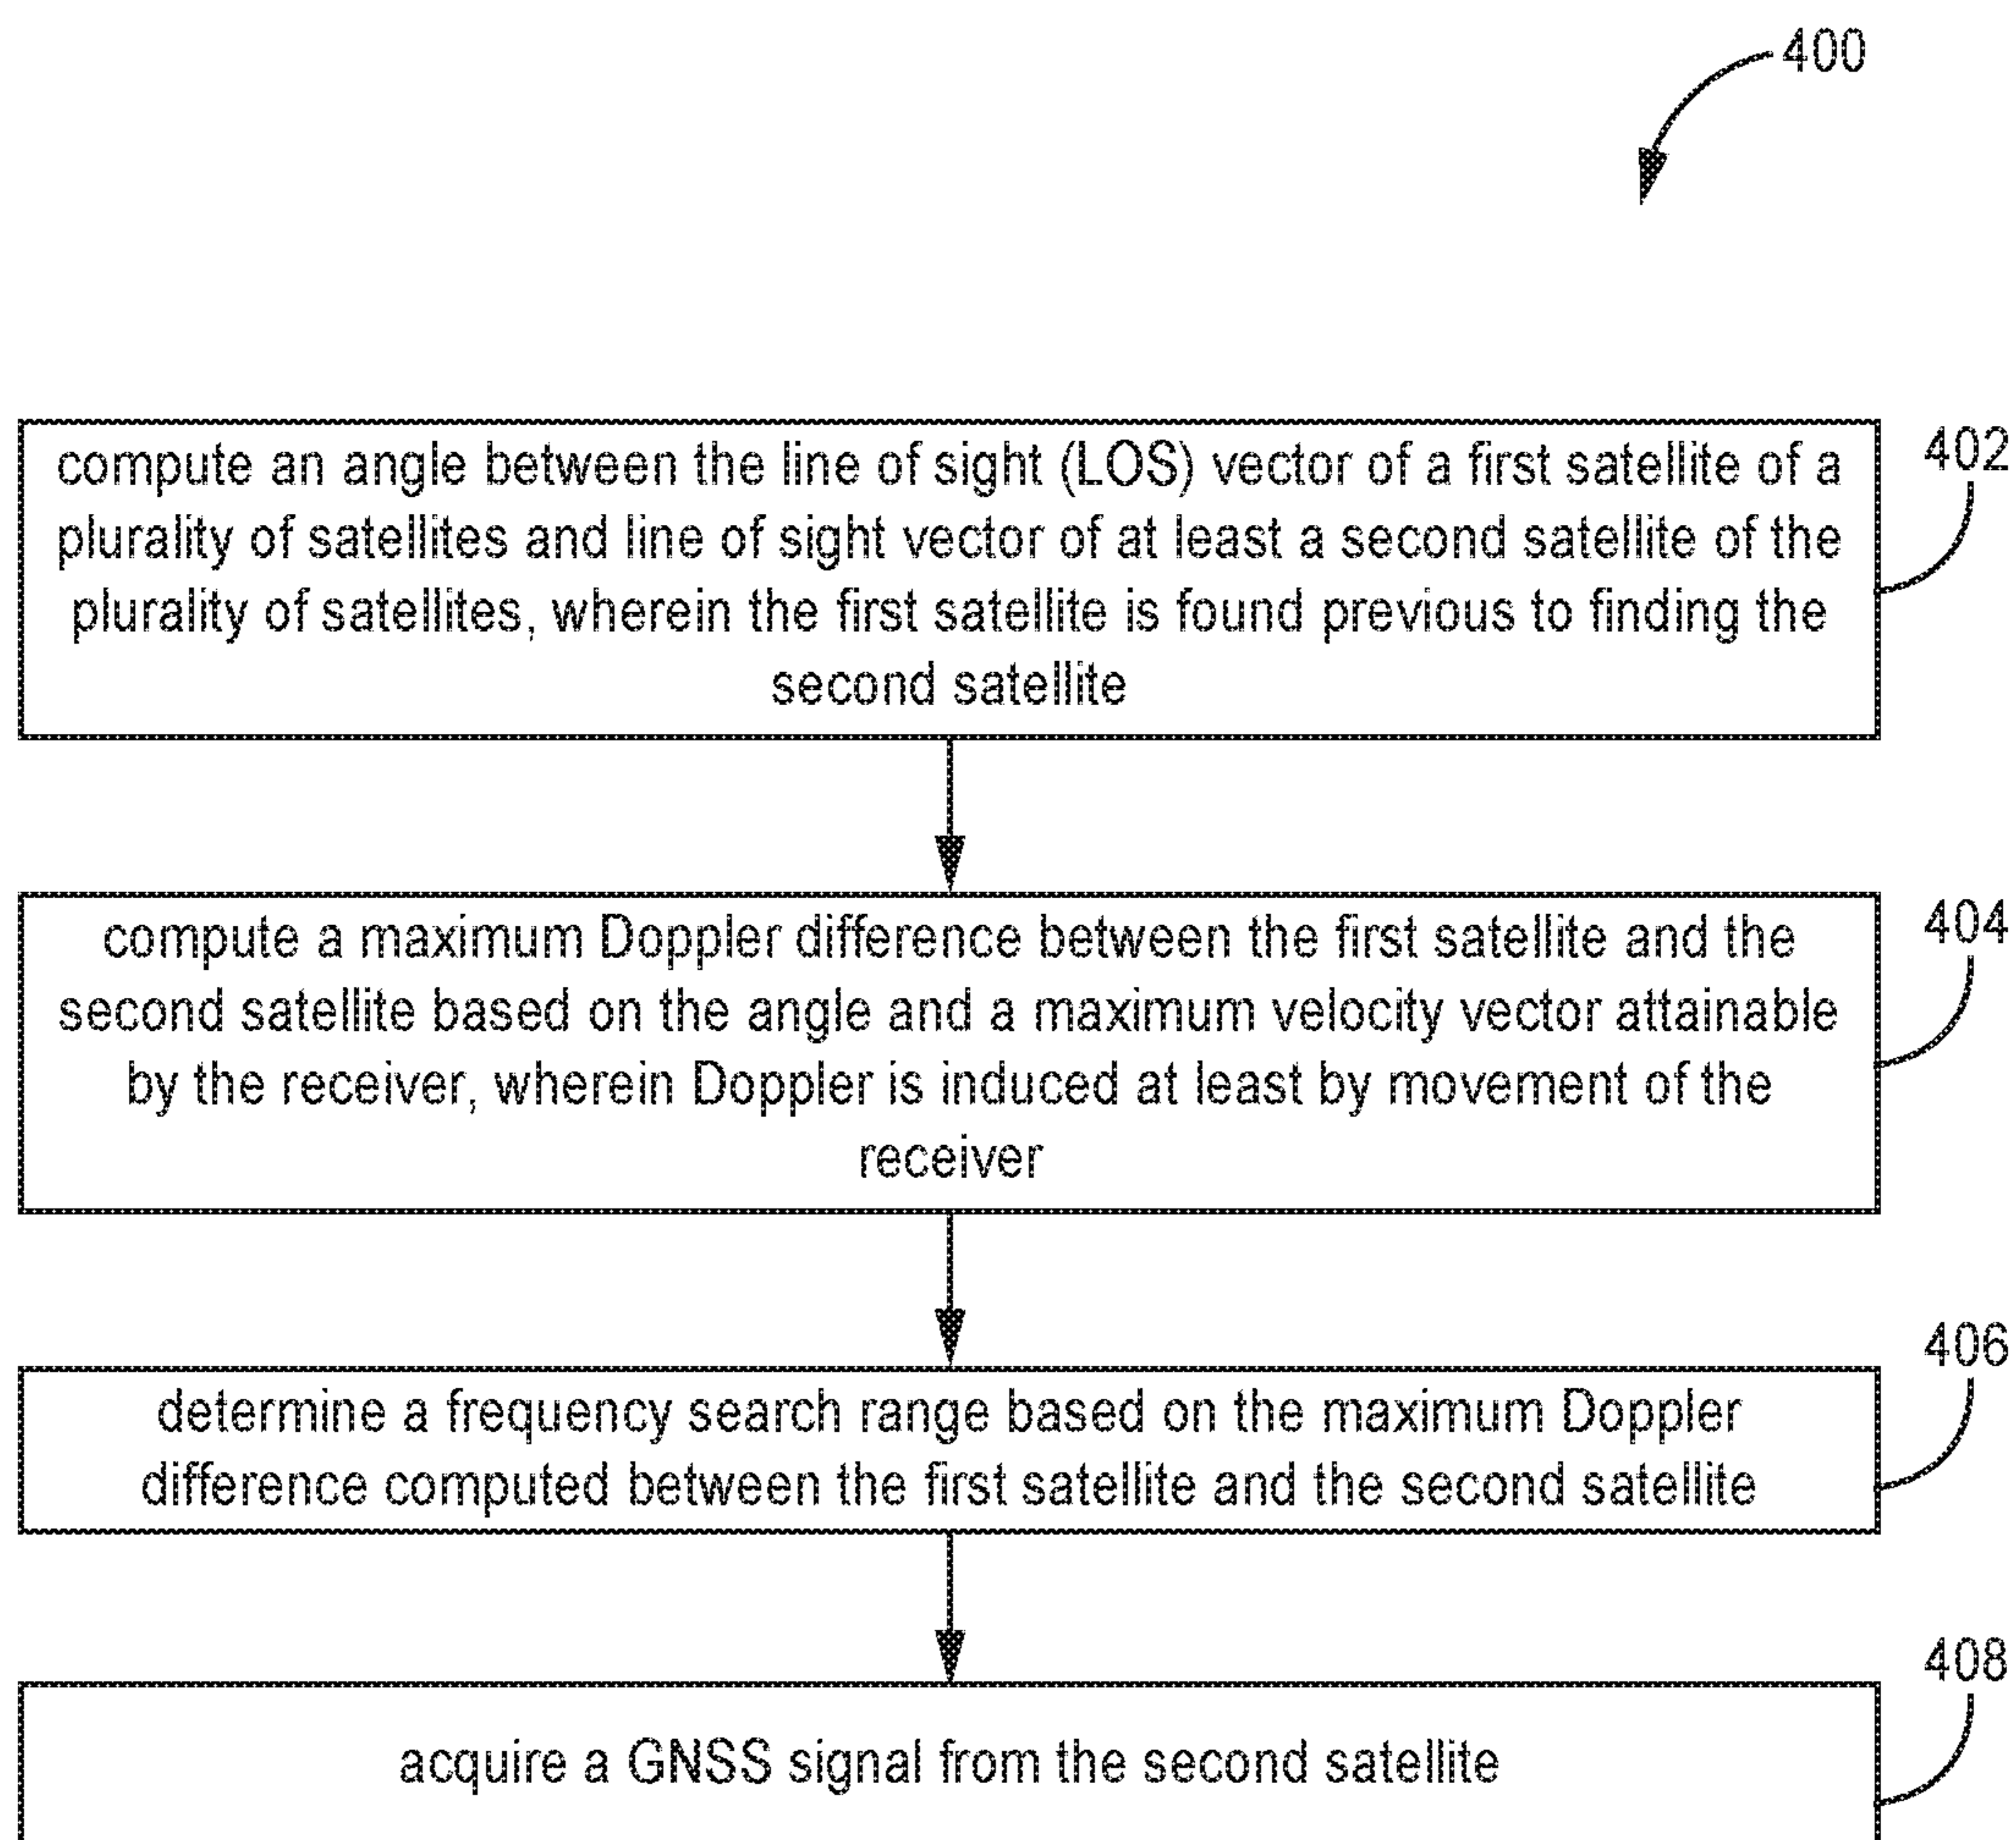 400
compute an angle between the line of sight (LOS) vector of a first satellite of a
plurality of satellites and line of sight vector of at least a second satellite of the
plurality of satellites, wherein the first satellite is found previous to finding the
second satellite
402
compute a maximum Doppler difference between the first satellite and the
second satellite based on the angle and a maximum velocity vector attainable
by the receiver, wherein Doppler is induced at least by movement of the
receiver
404
determine a frequency search range based on the maximum Doppler
difference computed between the first satellite and the second satellite
406
acquire a GNSS signal from the second satellite
408